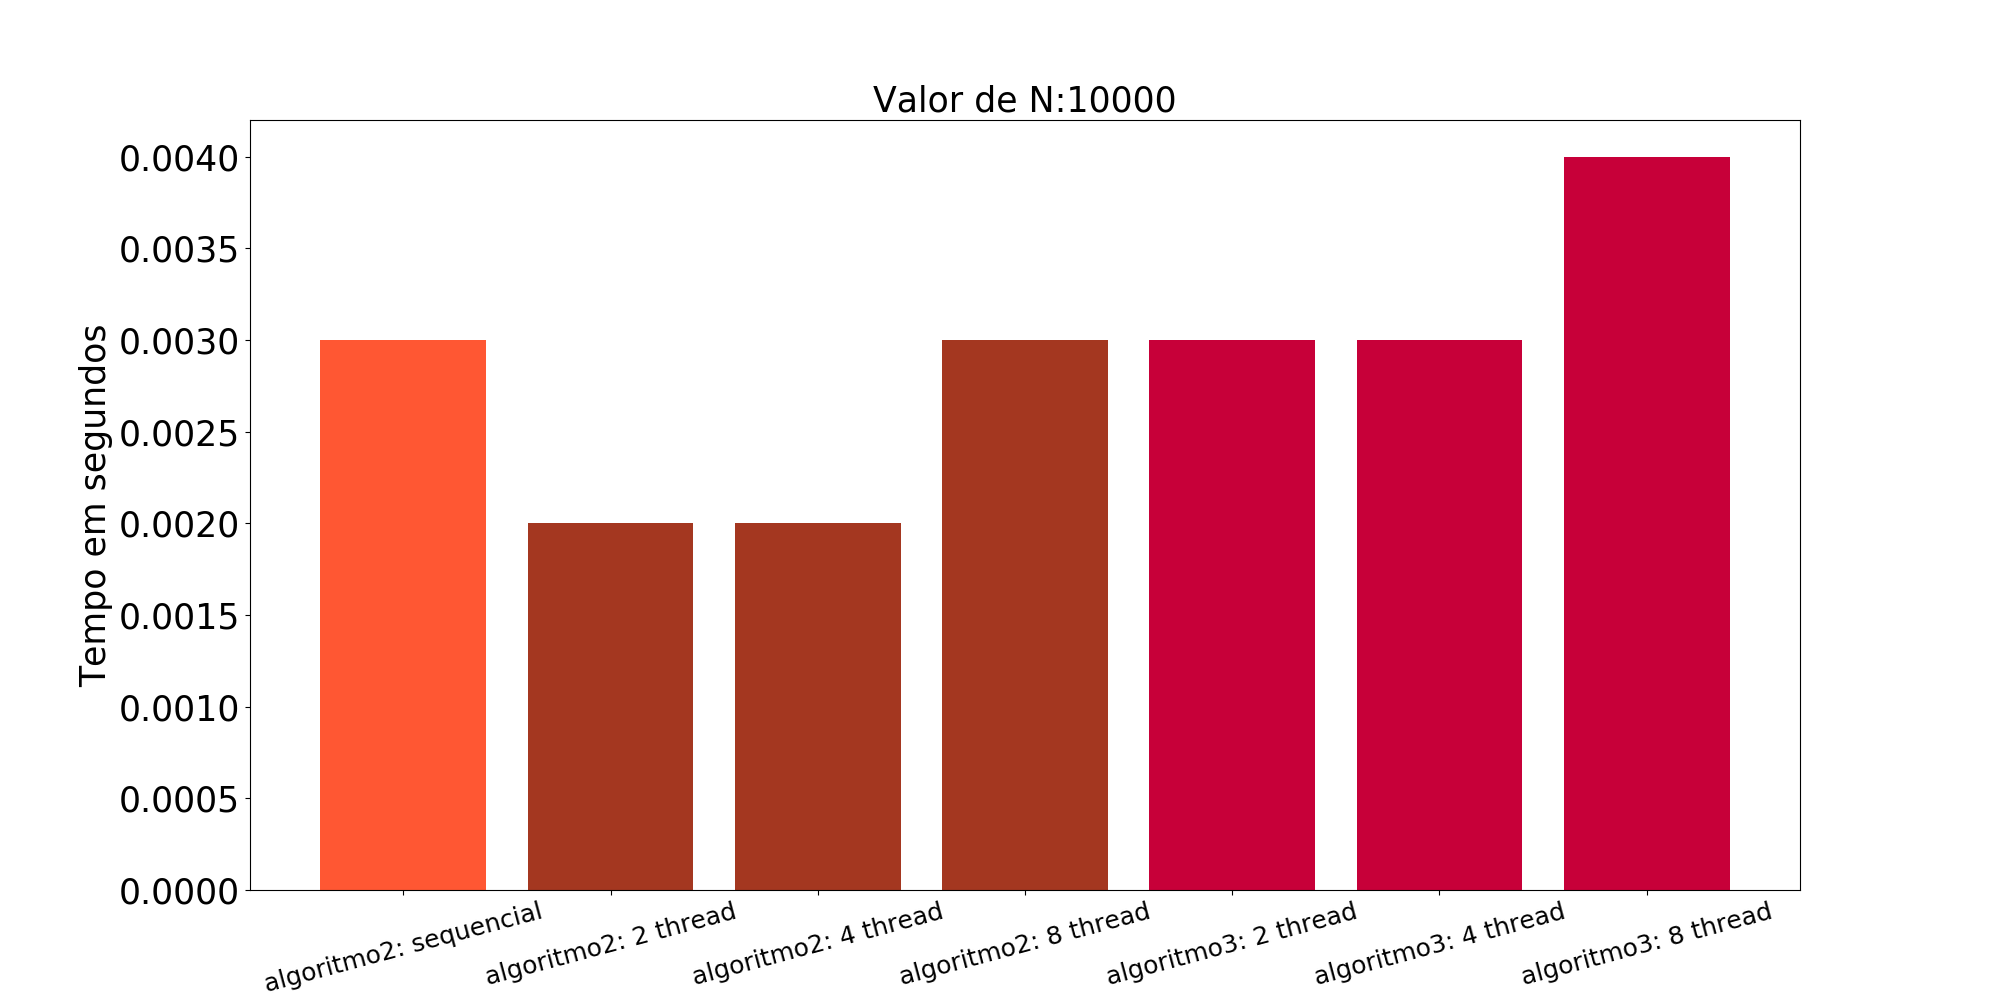 Valor de N:10000
Tempo em segundos
0.0040
0.0035
0.0030
0.0025
0.0020
0.0015
0.0010
0.0005
0.0000
algoritmo2: sequencial
algoritmo2: 2 thread
algoritmo2: 4 thread
algoritmo2: 8 thread
algoritmo3: 2 thread
algoritmo3: 4 thread
algoritmo3: 8 thread